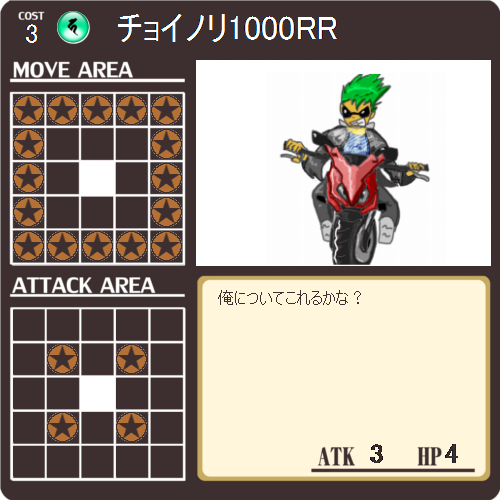 COST
3
チョイノリ1000RR
MOVE AREA
ATTACK AREA
俺についてこれるかな？
ATK 3 HP 4